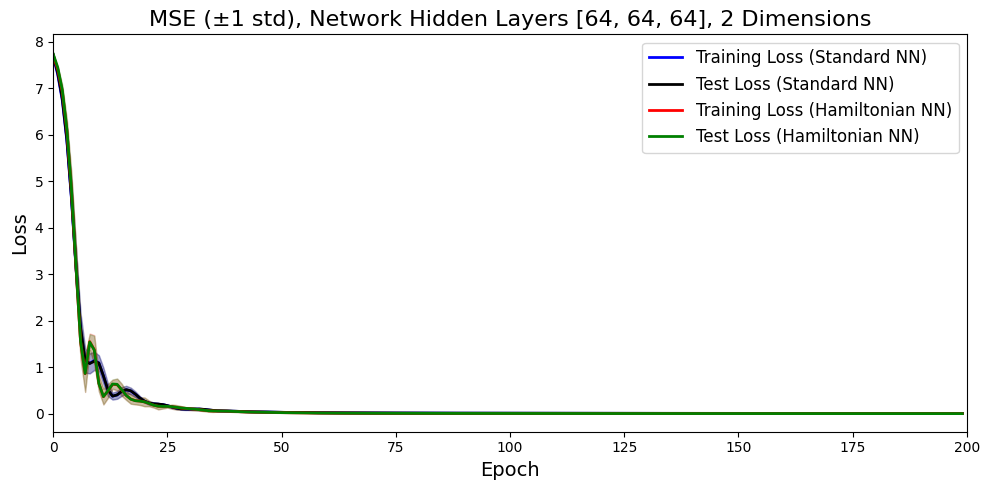 MSE (±1 std), Network Hidden Layers [64, 64, 64], 2 Dimensions
Training Loss (Standard NN)
Test Loss (Standard NN)
Training Loss (Hamiltonian NN)
Test Loss (Hamiltonian NN)
Loss
8
7
6
5
4
3
2
1
0
0 25 50 75 100 125 150 175 200
Epoch